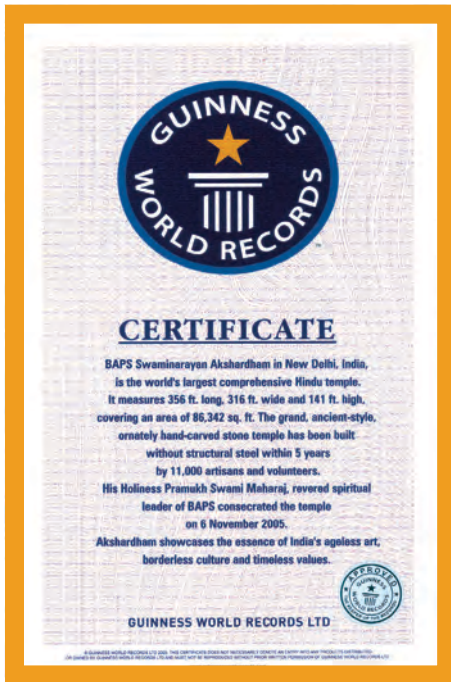 GUINNESS
WORLD RECORDS
CERTIFICATE
BAPS Swaminarayan Akshardham in New Delhi, India,
is the world's largest comprehensive Hindu temple.
It measures 356 ft. long, 316 ft. wide and 141 ft. high,
covering an area of 86,342 sq. ft. The grand, ancient-style,
ornately hand-carved stone temple has been built
without structural steel within 5 years
by 11,000 artisans and volunteers.
His Holiness Pramukh Swami Maharaj, revered spiritual
leader of BAPS consecrated the temple
on 6 November 2005.
Akshardham showcases the essence of India's ageless art,
borderless culture and timeless values.
APPROVED
GUINNESS
WORLD RECORDS
GUINNESS WORLD RECORDS LTD